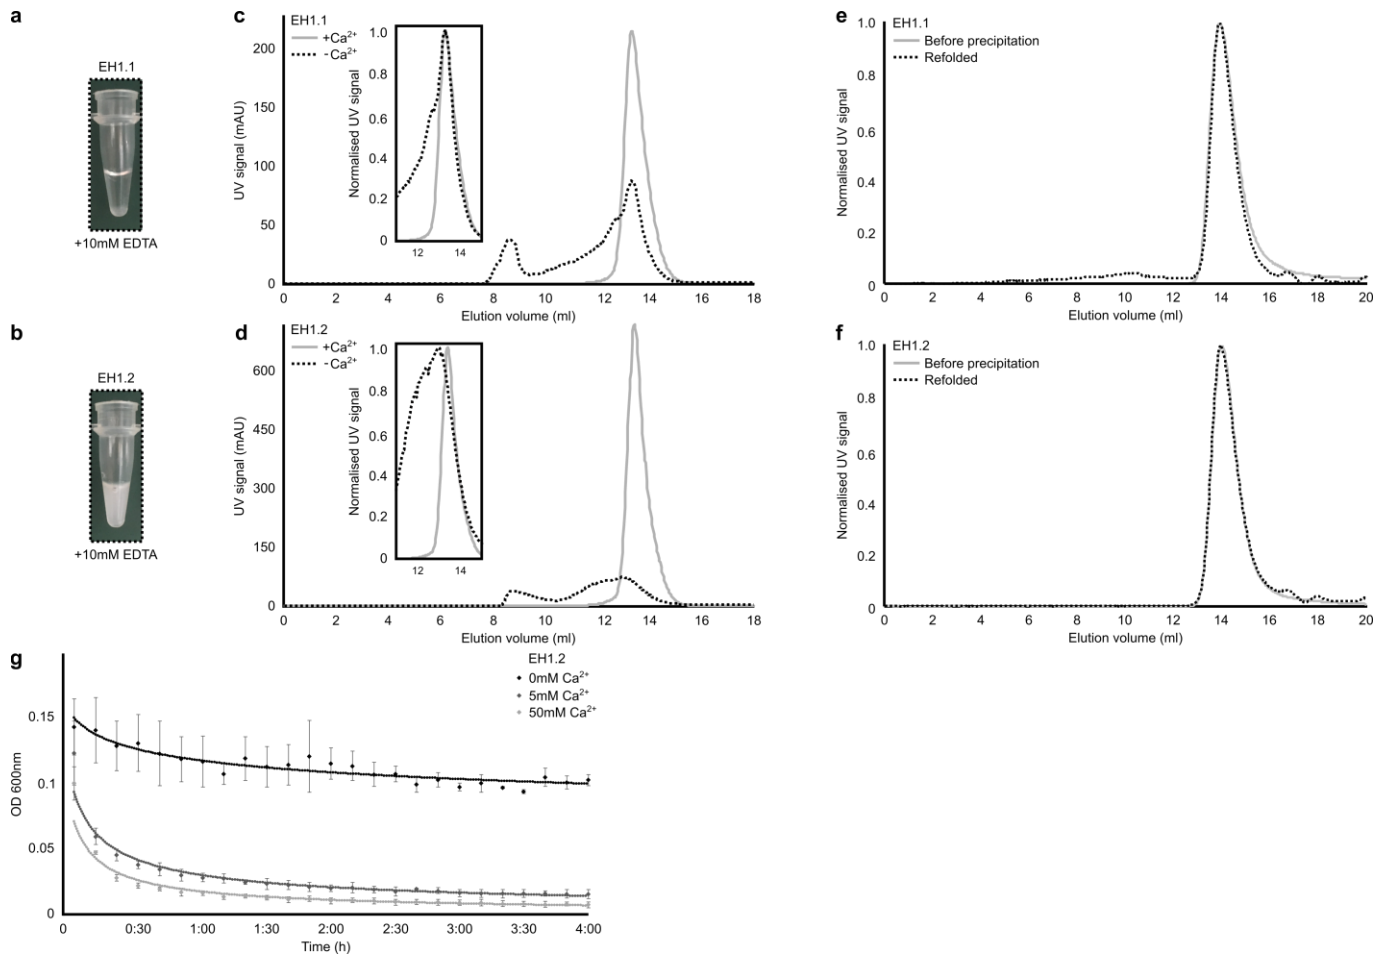 a
EH1.1
+10mM EDTA
b
EH1.2
+10mM EDTA
c
EH1.1
+Ca²⁺
-Ca²⁺
UV signal (mAU)
200
150
100
50
0
0 2 4 6 8 10 12 14 16 18
Elution volume (ml)
Normalised UV signal
1.0
0.8
0.6
0.4
0.2
0
12 14
d
EH1.2
+Ca²⁺
-Ca²⁺
UV signal (mAU)
600
450
300
150
0
0 2 4 6 8 10 12 14 16 18
Elution volume (ml)
Normalised UV signal
1.0
0.8
0.6
0.4
0.2
0
12 14
e
EH1.1
Before precipitation
Refolded
Normalised UV signal
1.0
0.8
0.6
0.4
0.2
0
0 2 4 6 8 10 12 14 16 18 20
Elution volume (ml)
f
EH1.2
Before precipitation
Refolded
Normalised UV signal
1.0
0.8
0.6
0.4
0.2
0
0 2 4 6 8 10 12 14 16 18 20
Elution volume (ml)
g
EH1.2
0mM Ca²⁺
5mM Ca²⁺
50mM Ca²⁺
OD 600nm
0.15
0.1
0.05
0
0 0:30 1:00 1:30 2:00 2:30 3:00 3:30 4:00
Time (h)